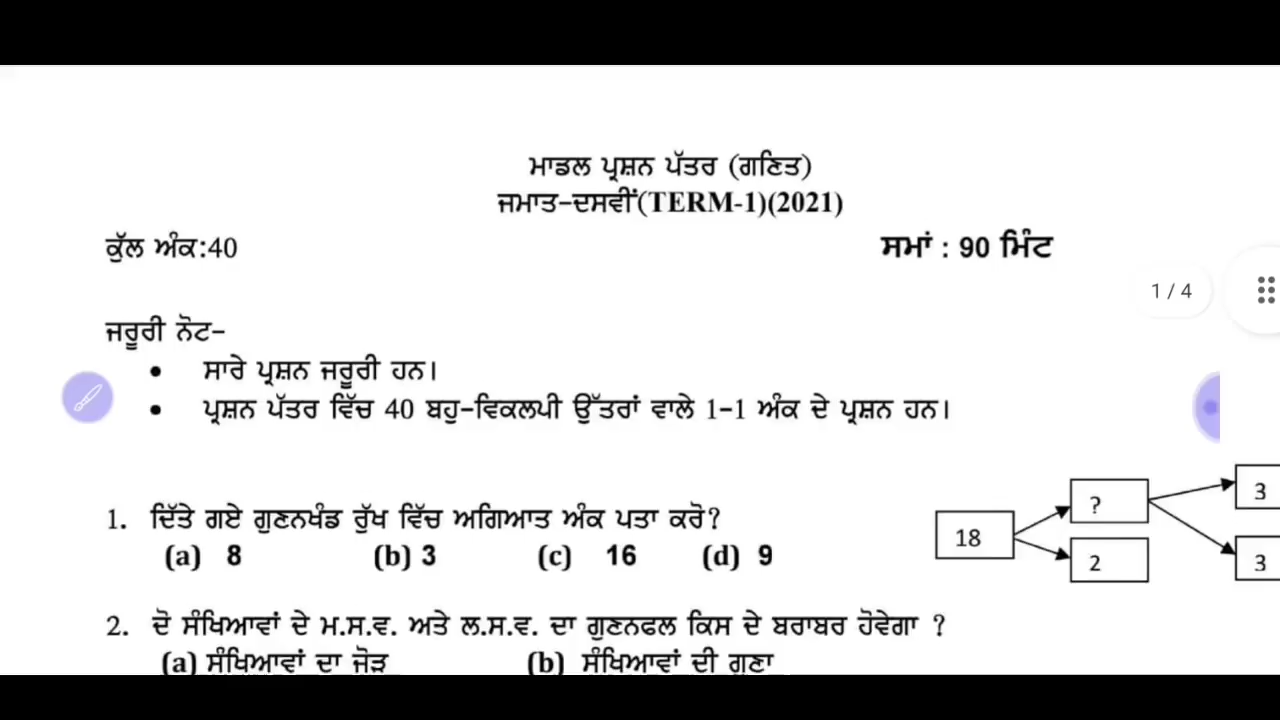 ਮਾਡਲ ਪ੍ਰਸ਼ਨ ਪੱਤਰ (ਗਣਿਤ)
ਜਮਾਤ-ਦਸਵੀਂ(TERM-1)(2021)
ਕੁੱਲ ਅੰਕ:40 ਸਮਾਂ : 90 ਮਿੰਟ
1 / 4
ਜਰੂਰੀ ਨੋਟ-
• ਸਾਰੇ ਪ੍ਰਸ਼ਨ ਜਰੂਰੀ ਹਨ।
• ਪ੍ਰਸ਼ਨ ਪੱਤਰ ਵਿੱਚ 40 ਬਹੁ-ਵਿਕਲਪੀ ਉੱਤਰਾਂ ਵਾਲੇ 1-1 ਅੰਕ ਦੇ ਪ੍ਰਸ਼ਨ ਹਨ।
1. ਦਿੱਤੇ ਗਏ ਗੁਣਨਖੰਡ ਰੁੱਖ ਵਿੱਚ ਅਗਿਆਤ ਅੰਕ ਪਤਾ ਕਰੋ?
(a) 8 (b) 3 (c) 16 (d) 9
18
?
2
3
3
2. ਦੋ ਸੰਖਿਆਵਾਂ ਦੇ ਮ.ਸ.ਵ. ਅਤੇ ਲ.ਸ.ਵ. ਦਾ ਗੁਣਨਫਲ ਕਿਸ ਦੇ ਬਰਾਬਰ ਹੋਵੇਗਾ ?
(a) ਸੰਖਿਆਵਾਂ ਦਾ ਜੋੜ (b) ਸੰਖਿਆਵਾਂ ਦੀ ਗੁਣਾ